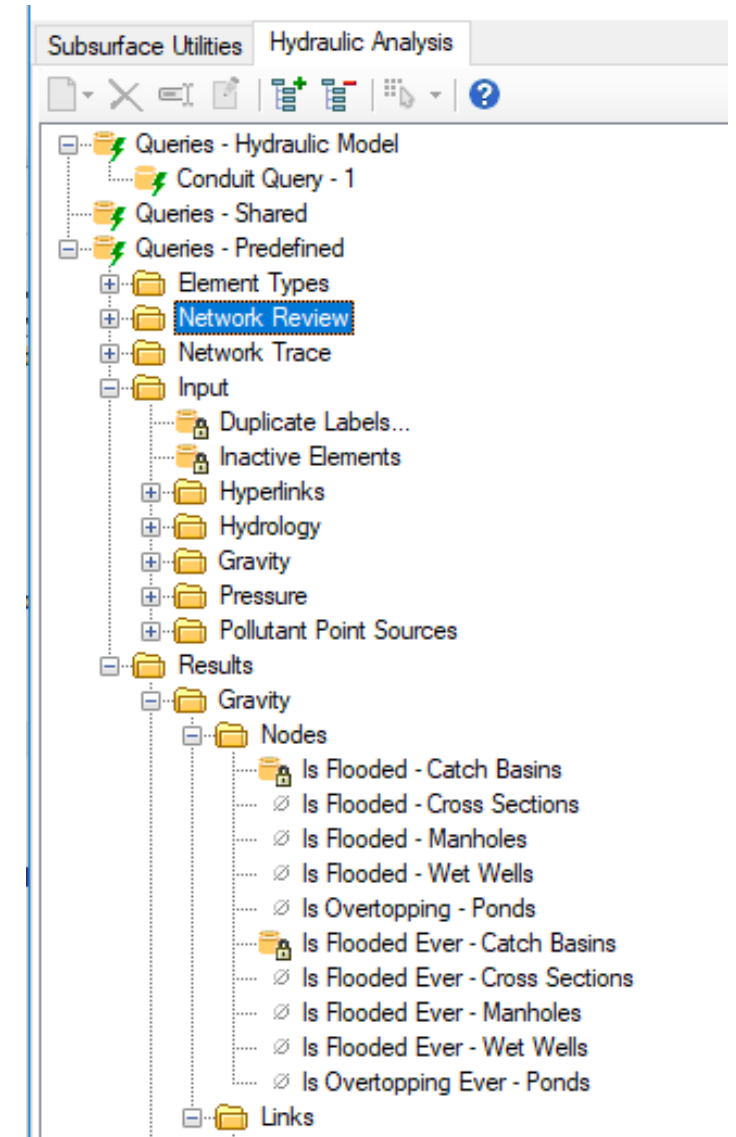 Subsurface Utilities Hydraulic Analysis
Queries - Hydraulic Model
Conduit Query - 1
Queries - Shared
Queries - Predefined
Element Types
Network Review
Network Trace
Input
Duplicate Labels...
Inactive Elements
Hyperlinks
Hydrology
Gravity
Pressure
Pollutant Point Sources
Results
Gravity
Nodes
Is Flooded - Catch Basins
Is Flooded - Cross Sections
Is Flooded - Manholes
Is Flooded - Wet Wells
Is Overtopping - Ponds
Is Flooded Ever - Catch Basins
Is Flooded Ever - Cross Sections
Is Flooded Ever - Manholes
Is Flooded Ever - Wet Wells
Is Overtopping Ever - Ponds
Links